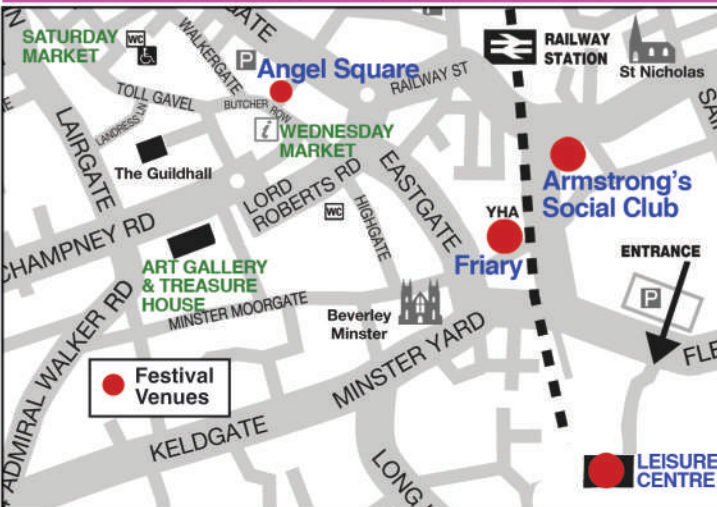 GATE
SATURDAY
MARKET
WC
WALKERGATE
P
Angel Square
RAILWAY ST
RAILWAY
STATION
St Nicholas
TOLL GAVEL
BUTCHER ROW
LANDRESS LN
LAIRGATE
i
WEDNESDAY
MARKET
The Guildhall
LORD
ROBERTS RD
EASTGATE
Armstrong's
Social Club
CHAMPNEY RD
WC
HIGHGATE
YHA
Friary
ENTRANCE
P
ART GALLERY
& TREASURE
HOUSE
MINSTER MOORGATE
Beverley
Minster
ADMIRAL WALKER RD
Festival
Venues
MINSTER YARD
FLE
KELDGATE
LONG
LEISURE
CENTRE